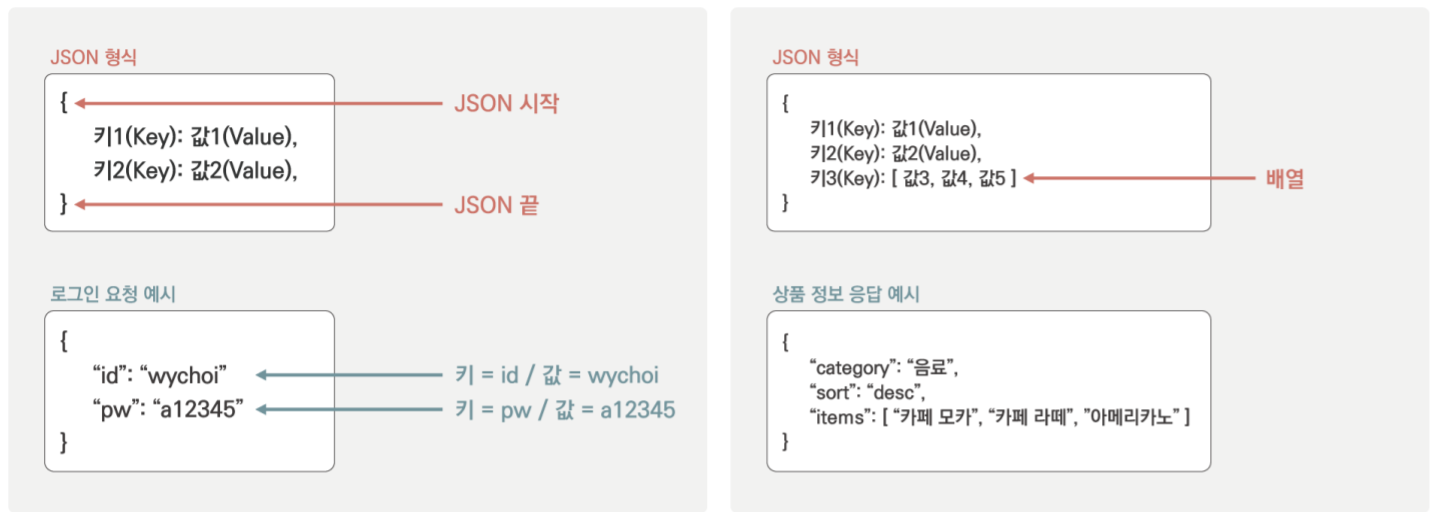 JSON 형식
{
JSON 시작
키1(Key): 값1(Value),
키2(Key): 값2(Value),
}
JSON 끝
로그인 요청 예시
{
“id”: “wychoi”
키 = id / 값 = wychoi
“pw”: “a12345”
키 = pw / 값 = a12345
}
JSON 형식
{
키1(Key): 값1(Value),
키2(Key): 값2(Value),
키3(Key): [ 값3, 값4, 값5 ]
배열
}
상품 정보 응답 예시
{
“category”: “음료”,
“sort”: “desc”,
“items”: [ “카페 모카”, “카페 라떼”, ”아메리카노” ]
}